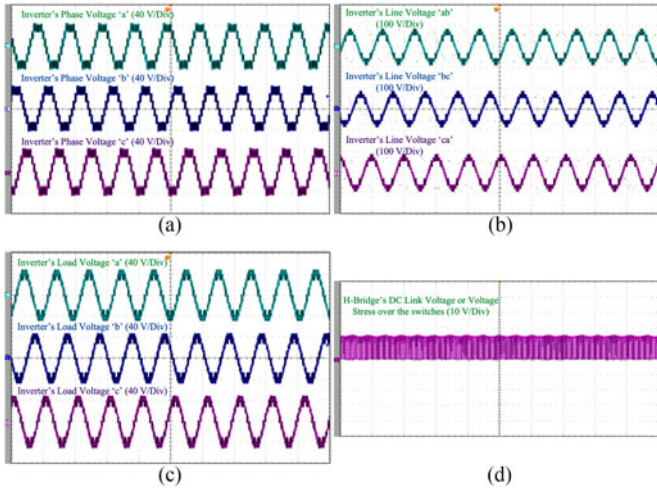 Inverter's Phase Voltage 'a' (40 V/Div)
Inverter's Phase Voltage 'b' (40 V/Div)
Inverter's Phase Voltage 'c' (40 V/Div)
(a)
Inverter's Line Voltage 'ab'
(100 V/Div)
Inverter's Line Voltage 'bc'
(100 V/Div)
Inverter's Line Voltage 'ca'
(100 V/Div)
(b)
Inverter's Load Voltage 'a' (40 V/Div)
Inverter's Load Voltage 'b' (40 V/Div)
Inverter's Load Voltage 'c' (40 V/Div)
(c)
H-Bridge's DC Link Voltage or Voltage
Stress over the switches (10 V/Div)
(d)